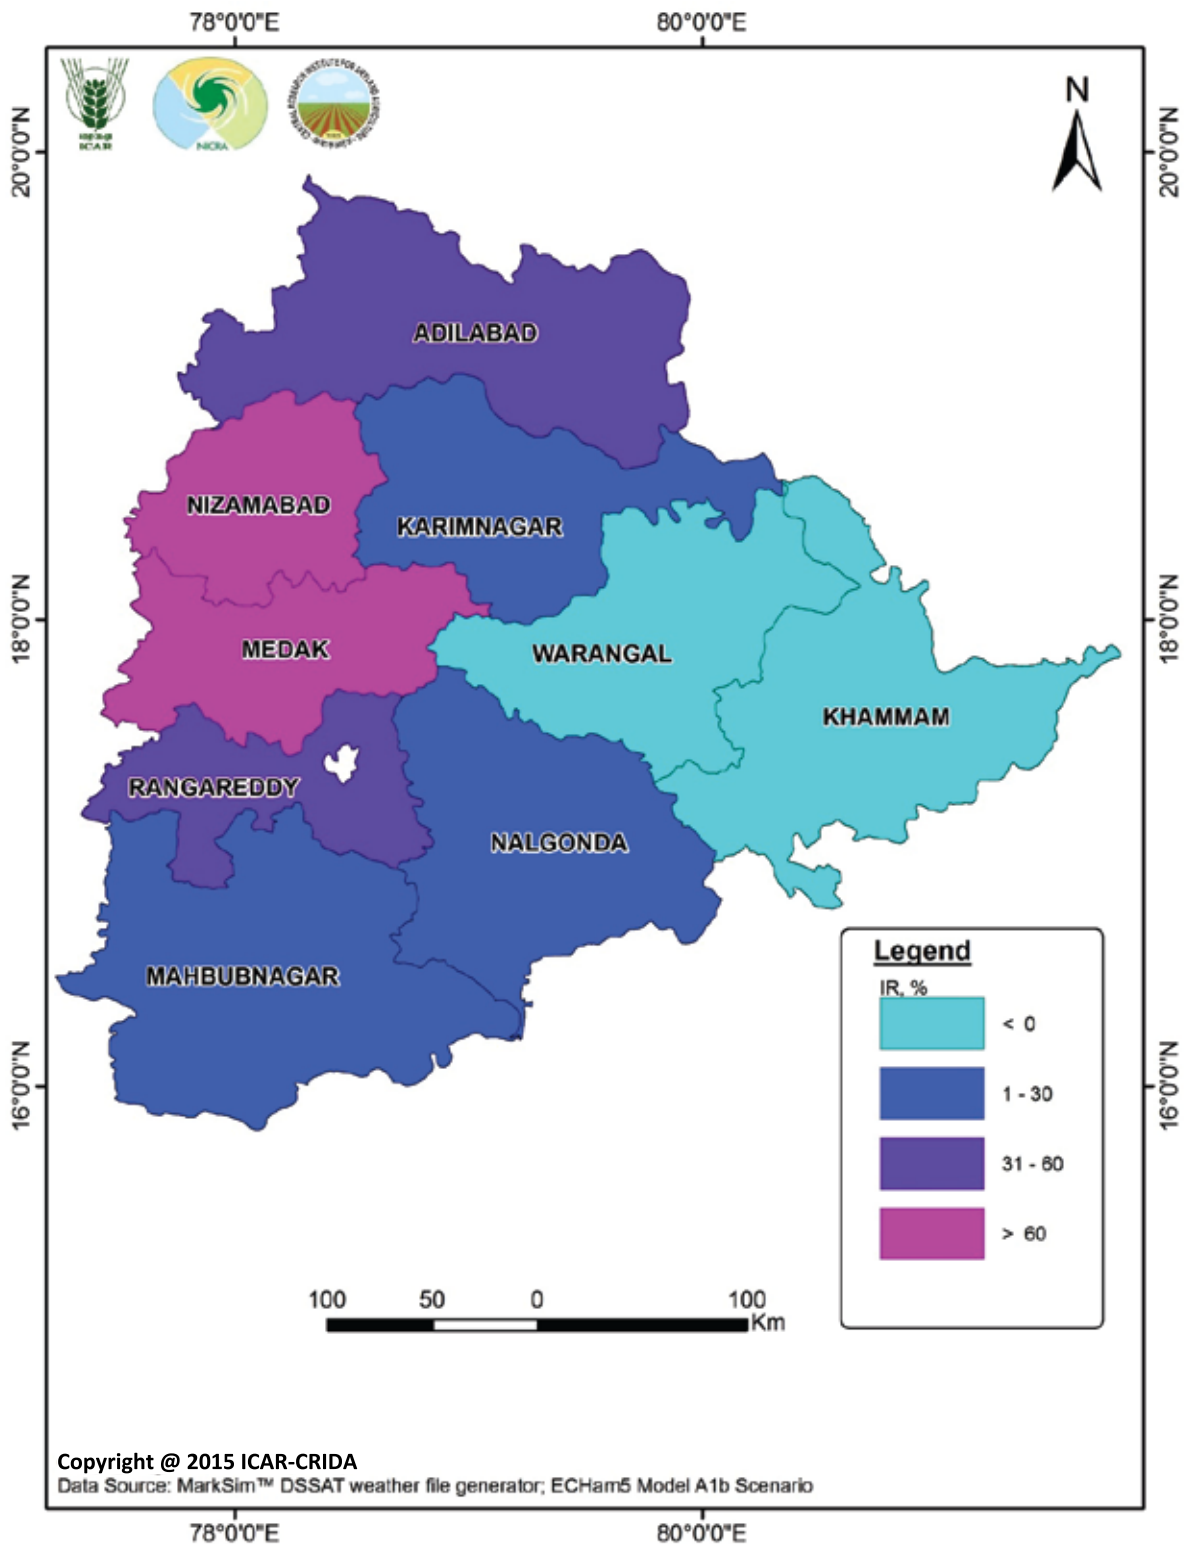 78°0'0"E 80°0'0"E
20°0'0"N
20°0'0"N
ICAR
NICRA
N
ADILABAD
NIZAMABAD
KARIMNAGAR
18°0'0"N
18°0'0"N
MEDAK
WARANGAL
KHAMMAM
RANGAREDDY
NALGONDA
MAHBUBNAGAR
16°0'0"N
16°0'0"N
Legend
IR, %
< 0
1 - 30
31 - 60
> 60
100 50 0 100
Km
Copyright @ 2015 ICAR-CRIDA
Data Source: MarkSim™ DSSAT weather file generator; ECHam5 Model A1b Scenario
78°0'0"E 80°0'0"E